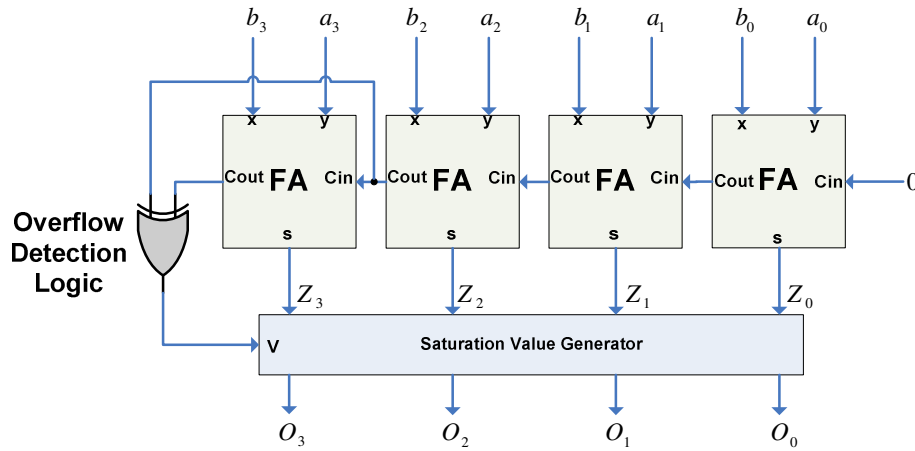 b3 a3 b2 a2 b1 a1 b0 a0
x y x y x y x y
Cout FA Cin Cout FA Cin Cout FA Cin Cout FA Cin 0
s s s s
Overflow
Detection
Logic
Z3 Z2 Z1 Z0
V Saturation Value Generator
O3 O2 O1 O0